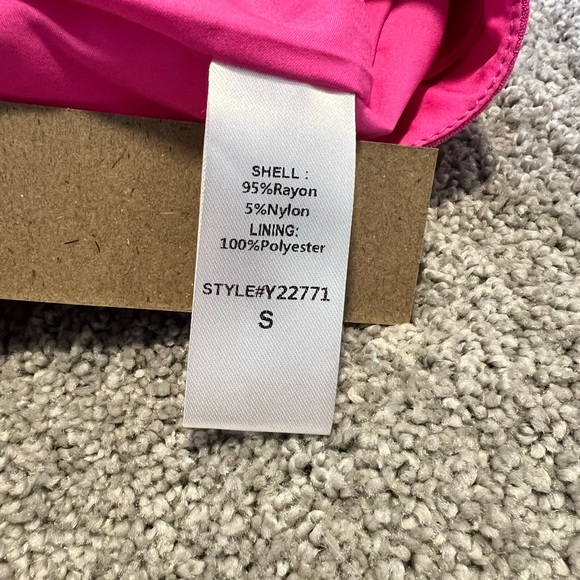 SHELL :
95%Rayon
5%Nylon
LINING:
100%Polyester
STYLE#Y22771
S